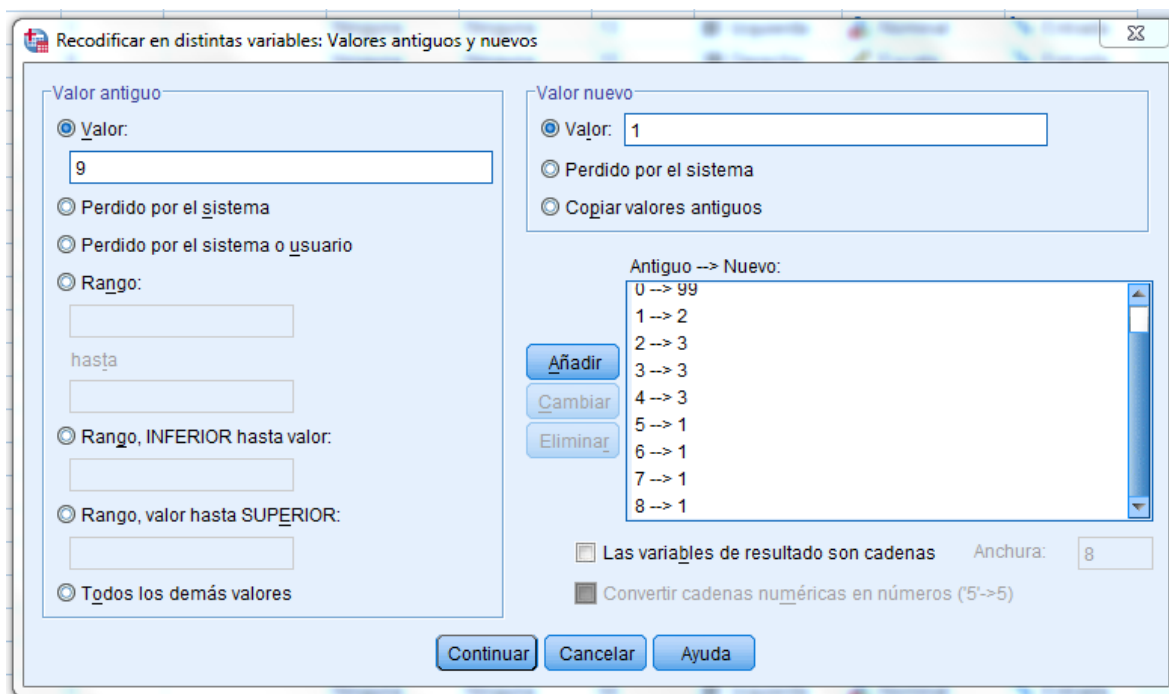 Recodificar en distintas variables: Valores antiguos y nuevos
Valor antiguo
Valor:
9
Perdido por el sistema
Perdido por el sistema o usuario
Rango:
hasta
Rango, INFERIOR hasta valor:
Rango, valor hasta SUPERIOR:
Todos los demás valores
Valor nuevo
Valor: 1
Perdido por el sistema
Copiar valores antiguos
Antiguo --> Nuevo:
0 --> 99
1 --> 2
2 --> 3
3 --> 3
4 --> 3
5 --> 1
6 --> 1
7 --> 1
8 --> 1
Añadir
Cambiar
Eliminar
Las variables de resultado son cadenas Anchura: 8
Convertir cadenas numéricas en números ('5'->5)
Continuar Cancelar Ayuda